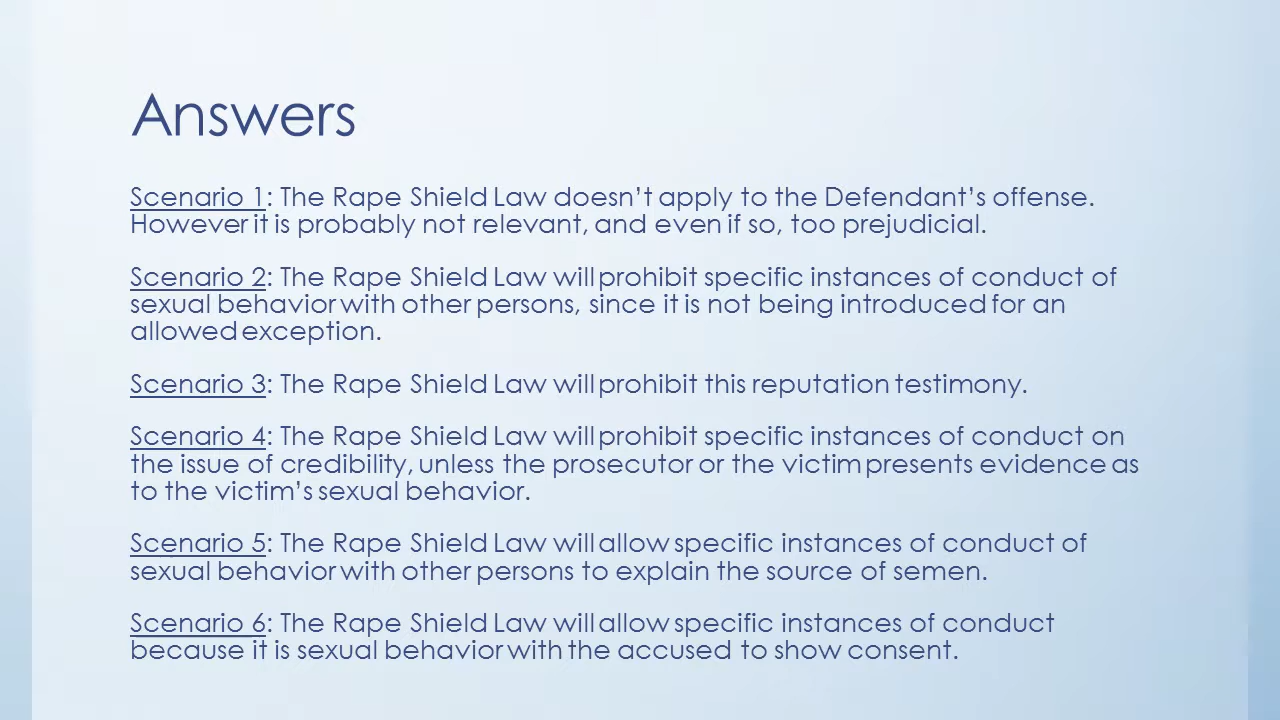 Answers
Scenario 1: The Rape Shield Law doesn't apply to the Defendant's offense.
However it is probably not relevant, and even if so, too prejudicial.
Scenario 2: The Rape Shield Law will prohibit specific instances of conduct of
sexual behavior with other persons, since it is not being introduced for an
allowed exception.
Scenario 3: The Rape Shield Law will prohibit this reputation testimony.
Scenario 4: The Rape Shield Law will prohibit specific instances of conduct on
the issue of credibility, unless the prosecutor or the victim presents evidence as
to the victim's sexual behavior.
Scenario 5: The Rape Shield Law will allow specific instances of conduct of
sexual behavior with other persons to explain the source of semen.
Scenario 6: The Rape Shield Law will allow specific instances of conduct
because it is sexual behavior with the accused to show consent.